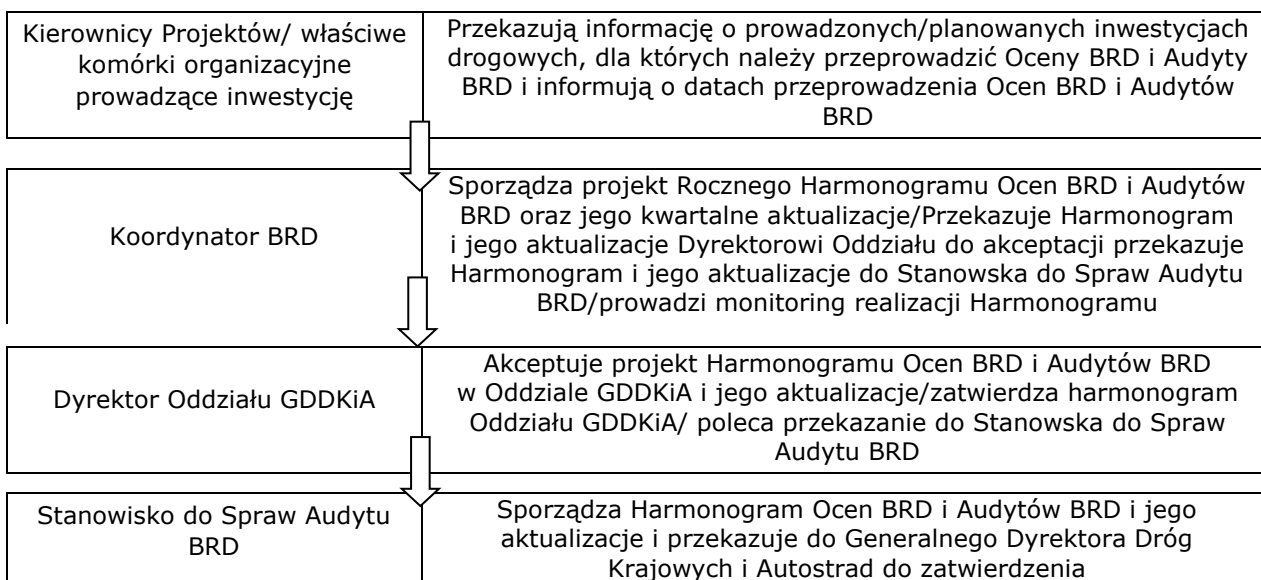 Kierownicy Projektów/ właściwe
komórki organizacyjne
prowadzące inwestycję
Przekazują informację o prowadzonych/planowanych inwestycjach
drogowych, dla których należy przeprowadzić Oceny BRD i Audyty
BRD i informują o datach przeprowadzenia Ocen BRD i Audytów
BRD
Koordynator BRD
Sporządza projekt Rocznego Harmonogramu Ocen BRD i Audytów
BRD oraz jego kwartalne aktualizacje/Przekazuje Harmonogram
i jego aktualizacje Dyrektorowi Oddziału do akceptacji przekazuje
Harmonogram i jego aktualizacje do Stanowska do Spraw Audytu
BRD/prowadzi monitoring realizacji Harmonogramu
Dyrektor Oddziału GDDKiA
Akceptuje projekt Harmonogramu Ocen BRD i Audytów BRD
w Oddziale GDDKiA i jego aktualizacje/zatwierdza harmonogram
Oddziału GDDKiA/ poleca przekazanie do Stanowska do Spraw
Audytu BRD
Stanowisko do Spraw Audytu
BRD
Sporządza Harmonogram Ocen BRD i Audytów BRD i jego
aktualizacje i przekazuje do Generalnego Dyrektora Dróg
Krajowych i Autostrad do zatwierdzenia